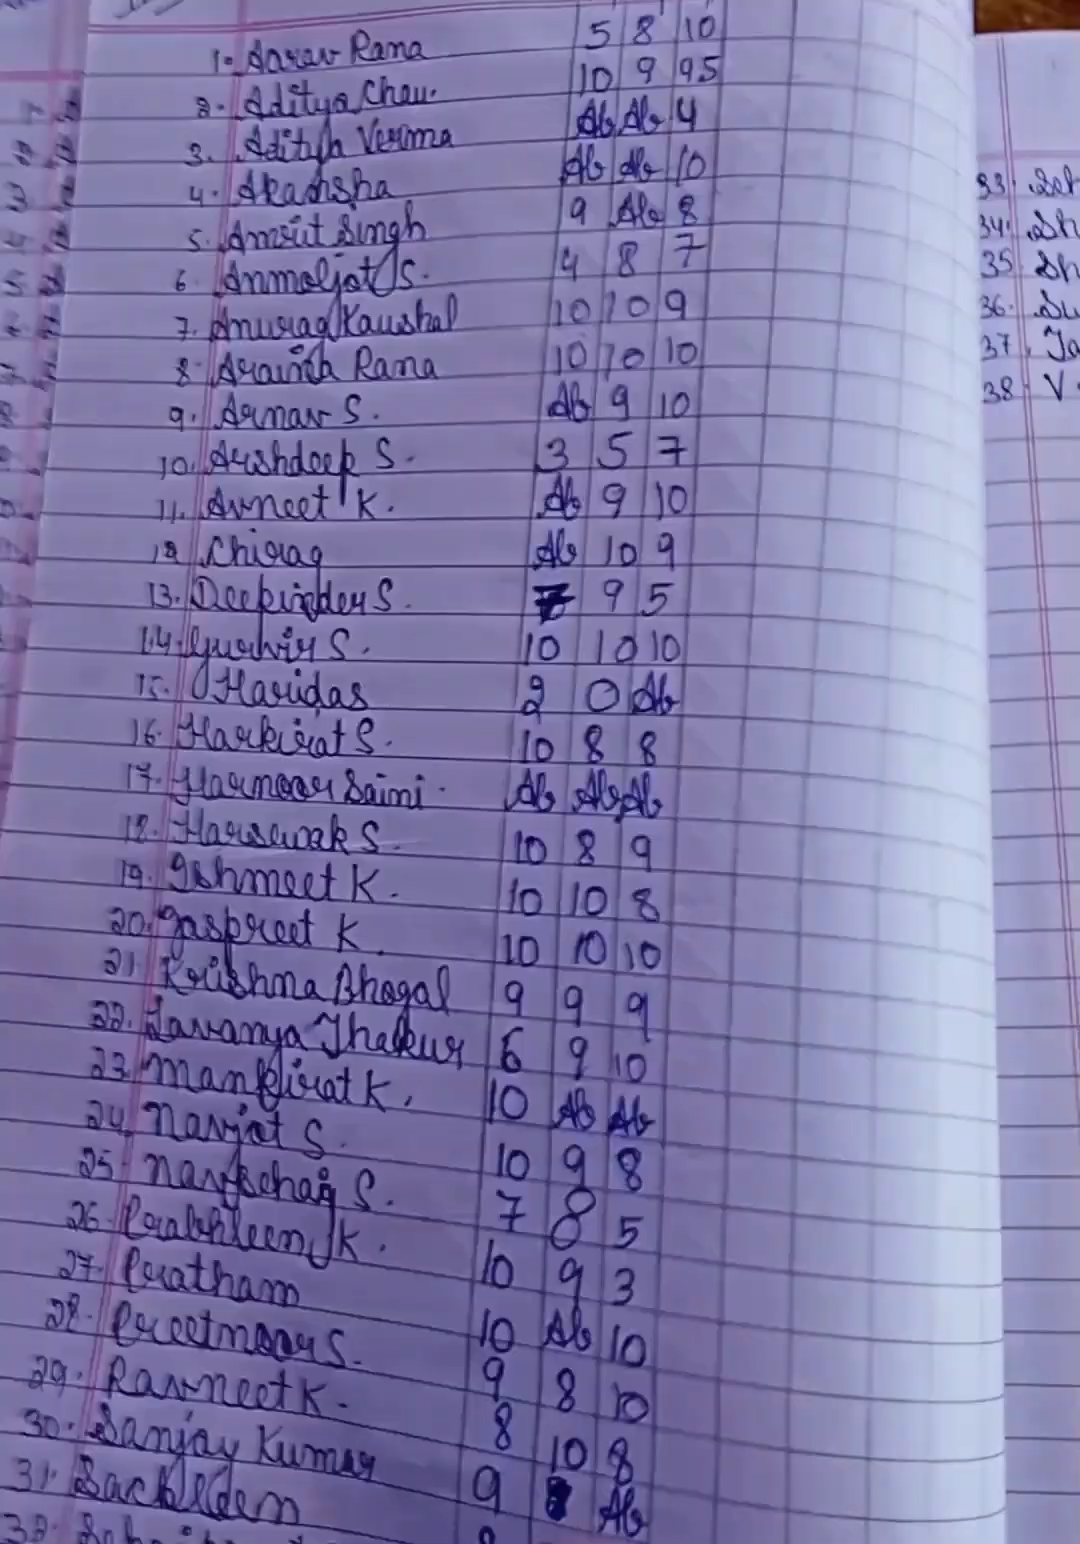 1. Aarav Rana 5 8 10
2. Aditya Chau. 10 9 95
3. Aditya Verma Ab Ab 4
4. Akanksha Ab Ab 10
5. Amrit Singh 9 Ab 8
6 Anmoljot S. 4 8 7
7. Anurag Kaushal 10 10 9
8. Rana 10 10 10
9. Arnav S. Ab 9 10
10. Arshdeep S. 3 5 7
11. Avneet K. Ab 9 10
12 Chirag Ab 10 9
13. Deepinder S. 9 5
14. Gurnir S. 10 10 10
15. Haridas 2 0 Ab
16. Harkirat S. 10 8 8
17. Harnoor Saini. Ab Ab Ab
18. Harsewak S. 10 8 9
19. Ishmeet K. 10 10 8
20. Jaspreet K 10 10 10
21. Krishna Bhogal 9 9 9
22. Lavanya Thakur 6 9 10
23. Mankirat K. 10 Ab Ab
24. Navjot S. 10 9 8
25. S. 7 8 5
26. Prabhleen K. 10 9 3
27. Pratham 10 Ab 10
28. Preetmoar S. 9 8 10
29. Ravneet K. 8 10 8
30. Sanjay Kumar 9 Ab
31.
32.
33.
34.
35
36.
37.
38. V